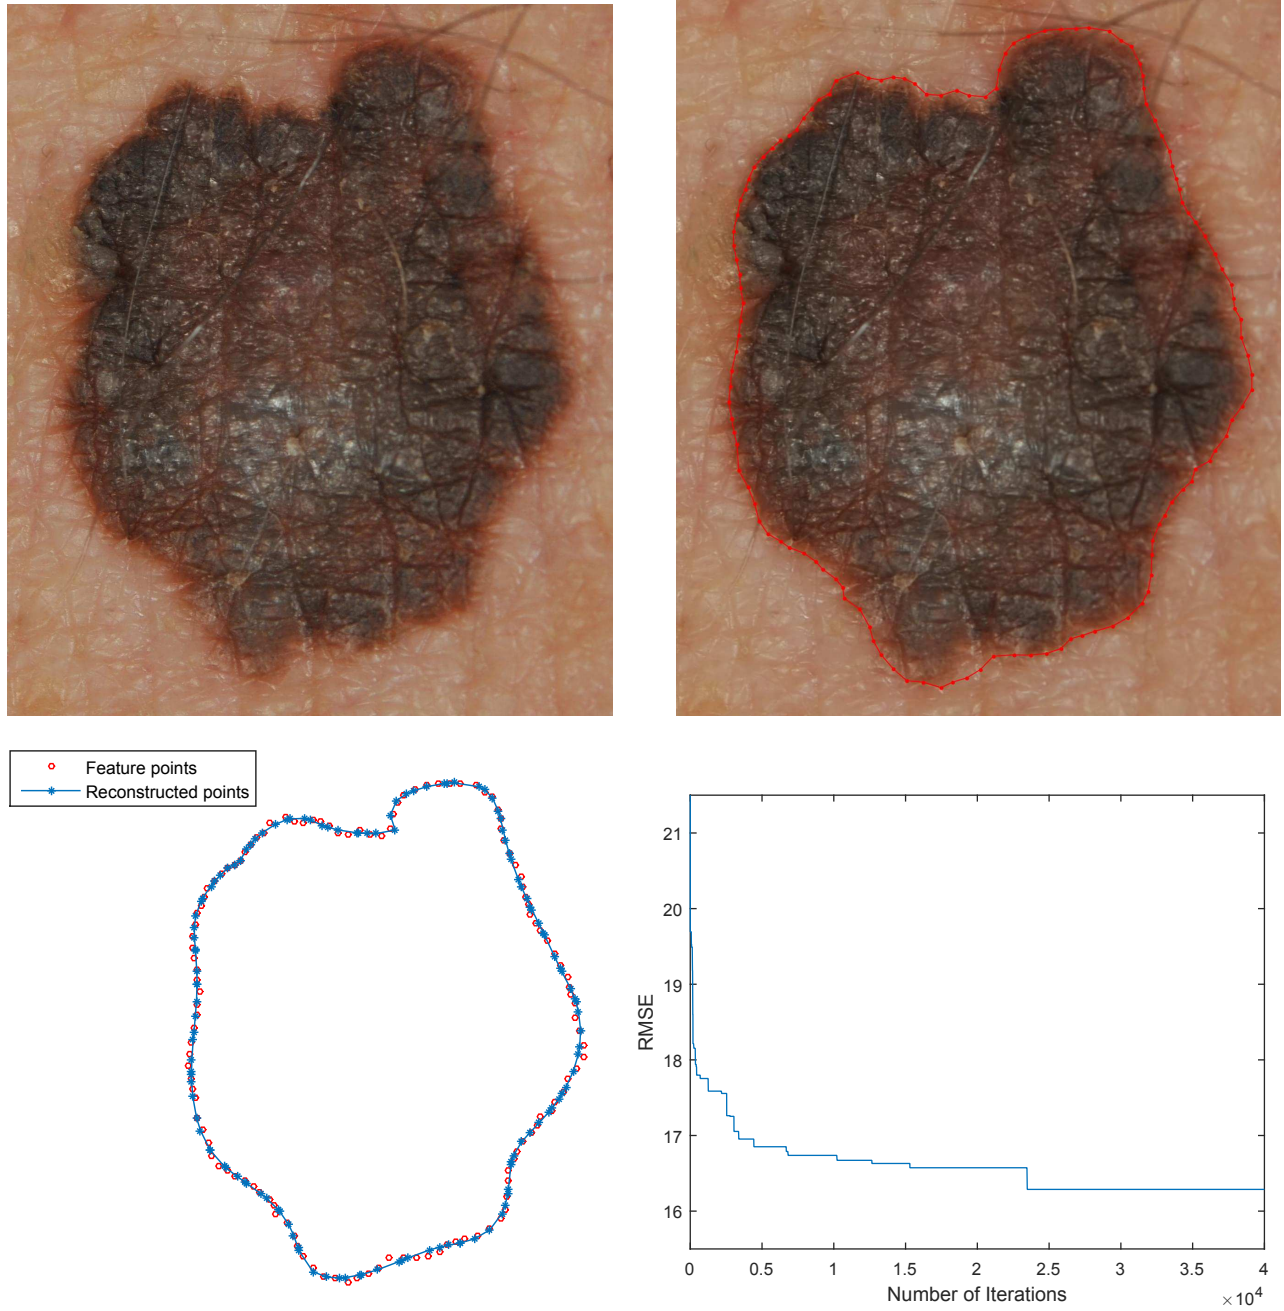 Feature points
Reconstructed points
21
20
19
18
17
16
RMSE
0 0.5 1 1.5 2 2.5 3 3.5 4
Number of Iterations
×10⁴